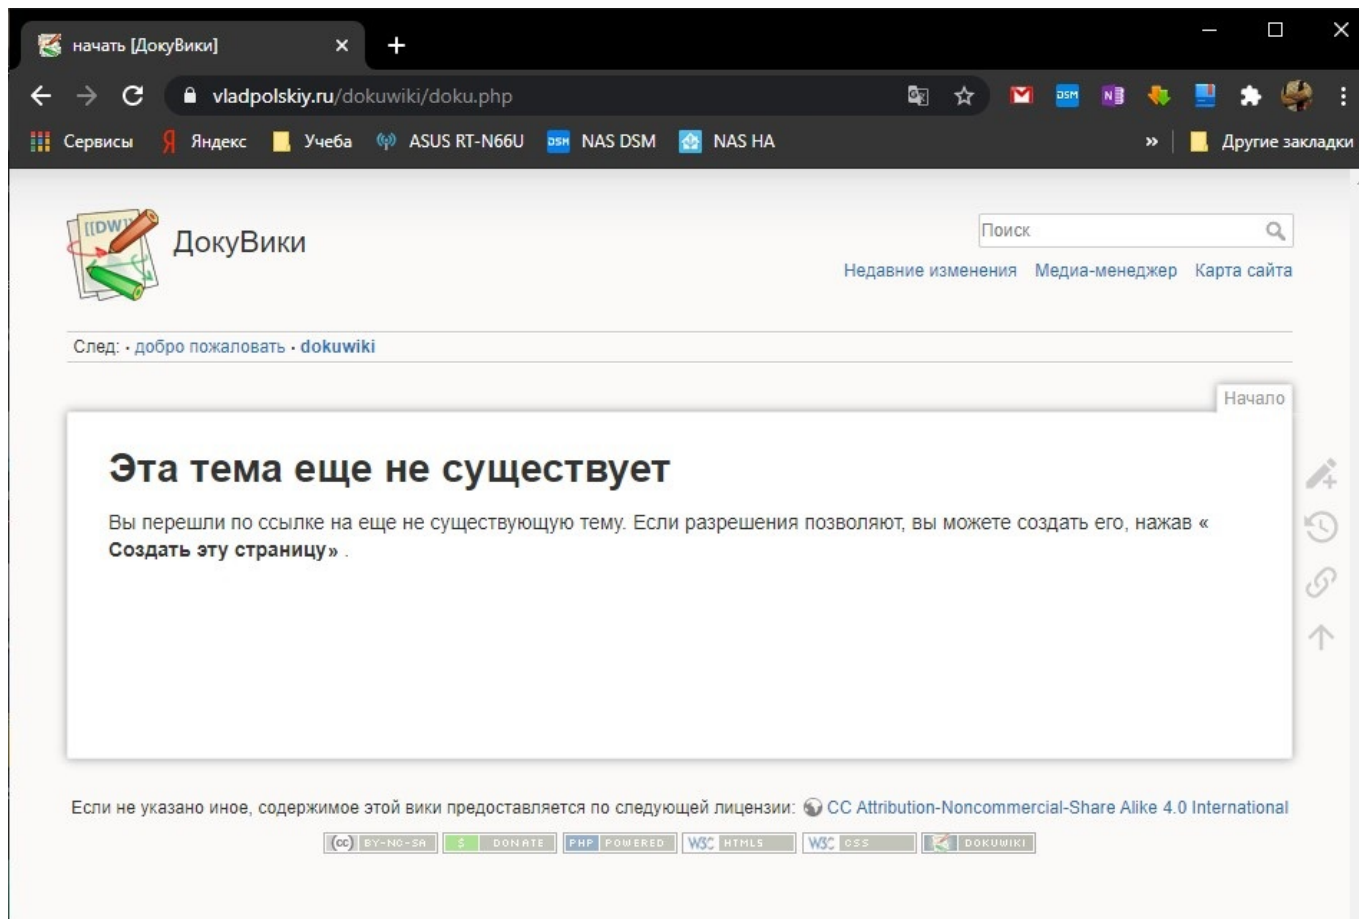 начать [ДокуВики]
vladpolskiy.ru/dokuwiki/doku.php
DSM
N
Сервисы
Яндекс
Учеба
ASUS RT-N66U
DSM
NAS DSM
NAS HA
»
Другие закладки
[[DW]]
ДокуВики
Поиск
Недавние изменения Медиа-менеджер Карта сайта
След: • добро пожаловать • dokuwiki
Начало
Эта тема еще не существует
Вы перешли по ссылке на еще не существующую тему. Если разрешения позволяют, вы можете создать его, нажав «
Создать эту страницу» .
Если не указано иное, содержимое этой вики предоставляется по следующей лицензии: CC Attribution-Noncommercial-Share Alike 4.0 International
(cc) BY-NC-SA $ DONATE PHP POWERED W3C HTML5 W3C CSS DOKUWIKI